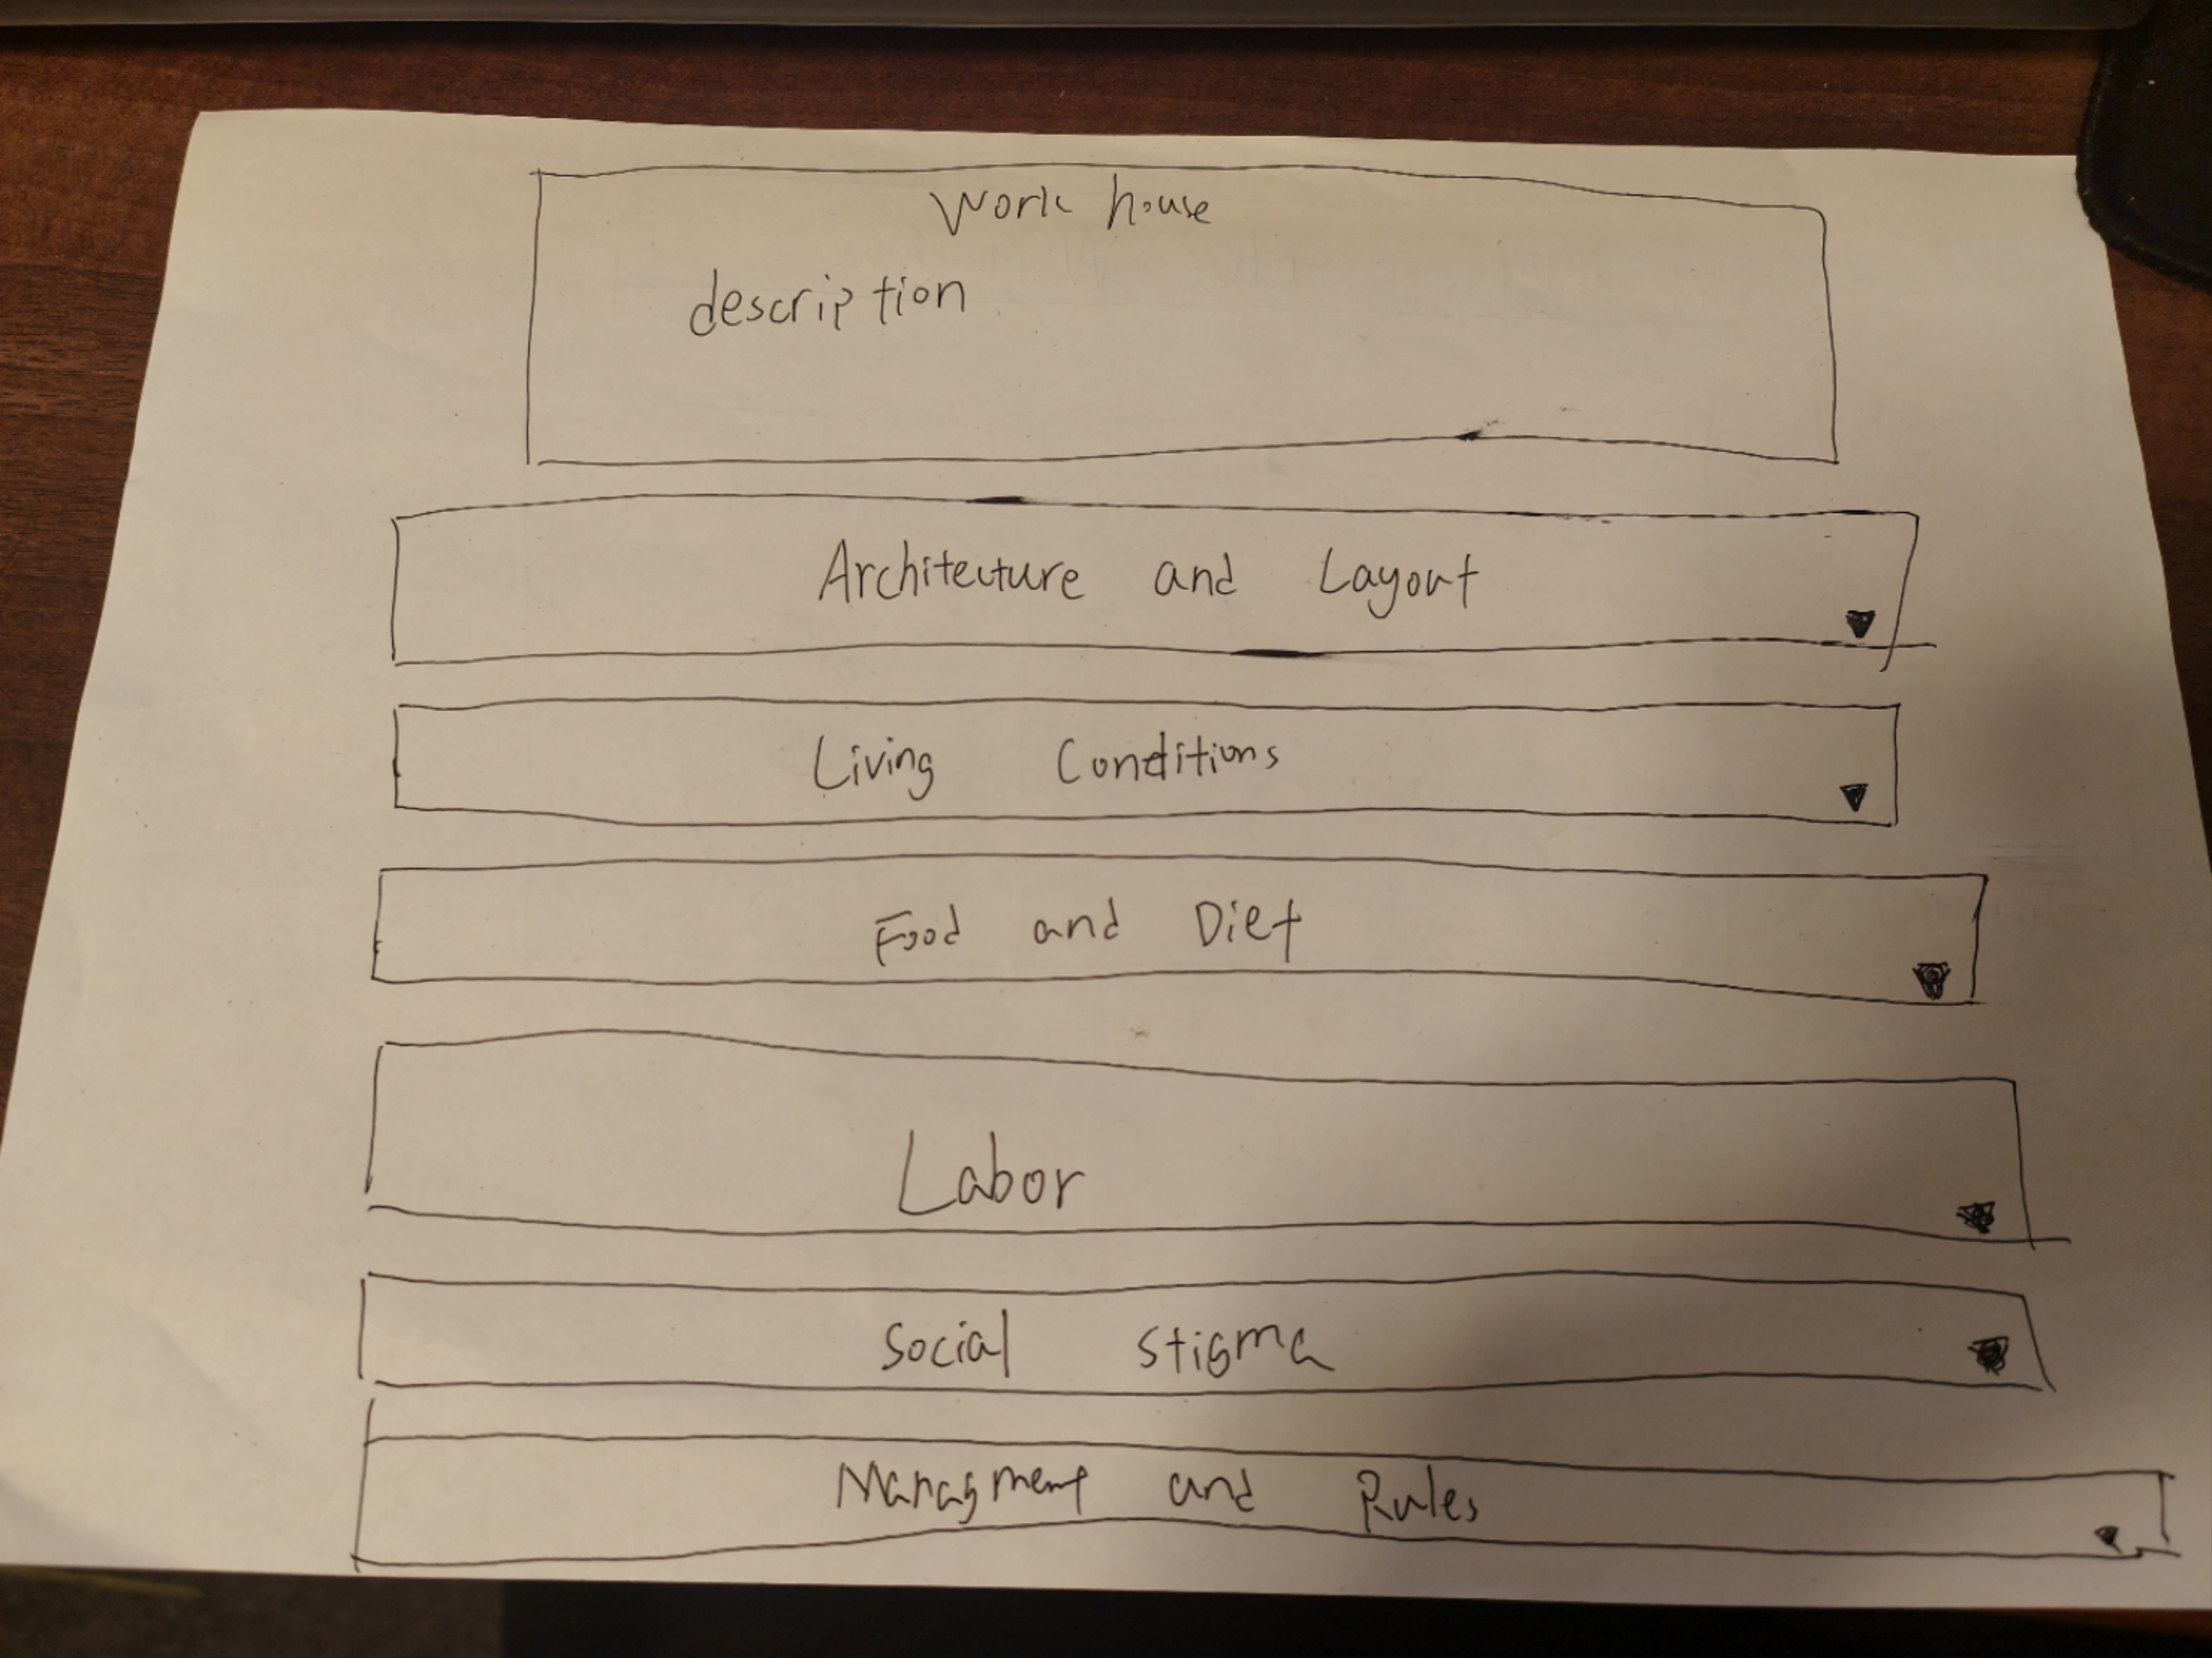 Work house
description
Architecture and Layout
Living Conditions
Food and Diet
Labor
Social stigma
Managment and Rules